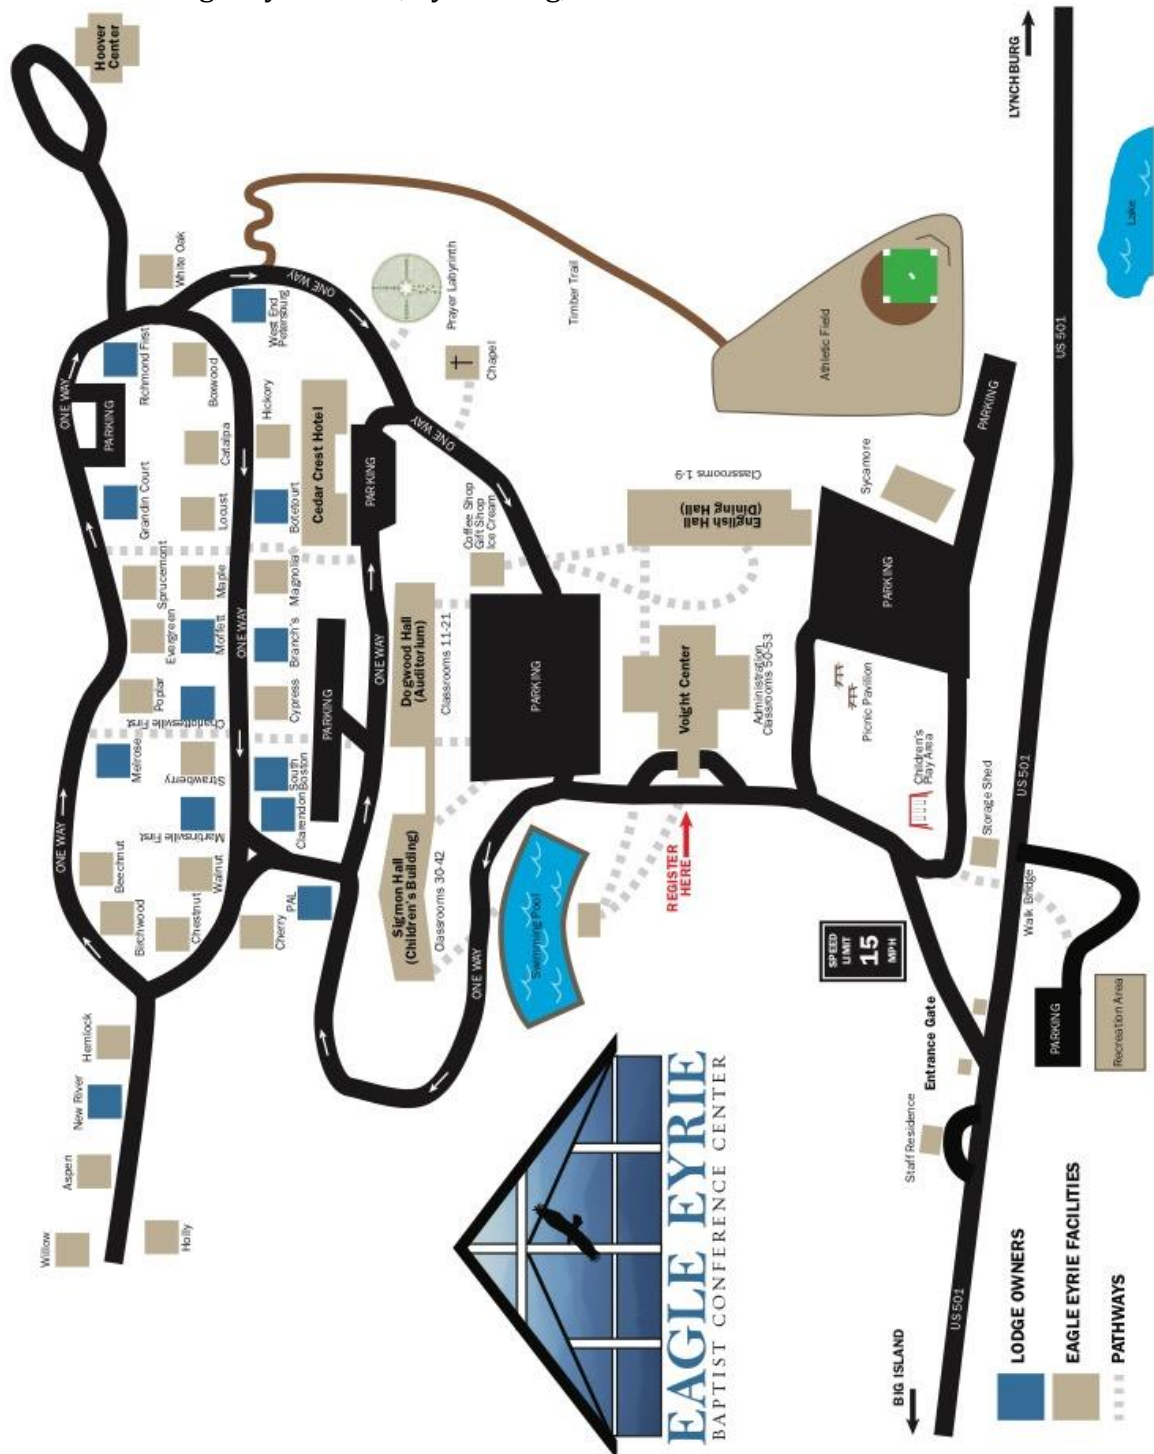 Hoover
Center
LYNCHBURG
Lake
US 501
White Oak
ONE WAY
West End
Petersburg
Prayer Labyrinth
Timber Trail
Athletic Field
Richmond First
Boxwood
ONE WAY
PARKING
Chapel
Hickory
Catalpa
Cedar Crest Hotel
PARKING
ONE WAY
PARKING
Grandin Court
Locust
Botetourt
Coffee Shop
Gift Shop
Ice Cream
Classrooms 1-9
English Hall
(Dining Hall)
Sycamore
Sprucemont
Maple
Magnolia
Evergreen
Moffett
ONE WAY
Branch's
ONE WAY
Dogwood Hall
(Auditorium)
Classrooms 11-21
PARKING
PARKING
Poplar
Charlottesville First
Cypress
PARKING
Voight Center
Administration
Classrooms 50-53
Picnic Pavilion
Children's
Play Area
Melrose
Strawberry
South
Boston
Clarendon
Martinsville First
ONE WAY
Storage Shed
US 501
Beechnut
Walnut
PAL
Sigmon Hall
(Children's Building)
Classrooms 30-42
REGISTER
HERE
Birchwood
Chestnut
Cherry
ONE WAY
Swimming Pool
SPEED
LIMIT
15
MPH
Walk Bridge
Hemlock
Entrance Gate
PARKING
Recreation Area
New River
Aspen
Staff Residence
Willow
Holly
EAGLE EYRIE
BAPTIST CONFERENCE CENTER
US 501
BIG ISLAND
LODGE OWNERS
EAGLE EYRIE FACILITIES
PATHWAYS